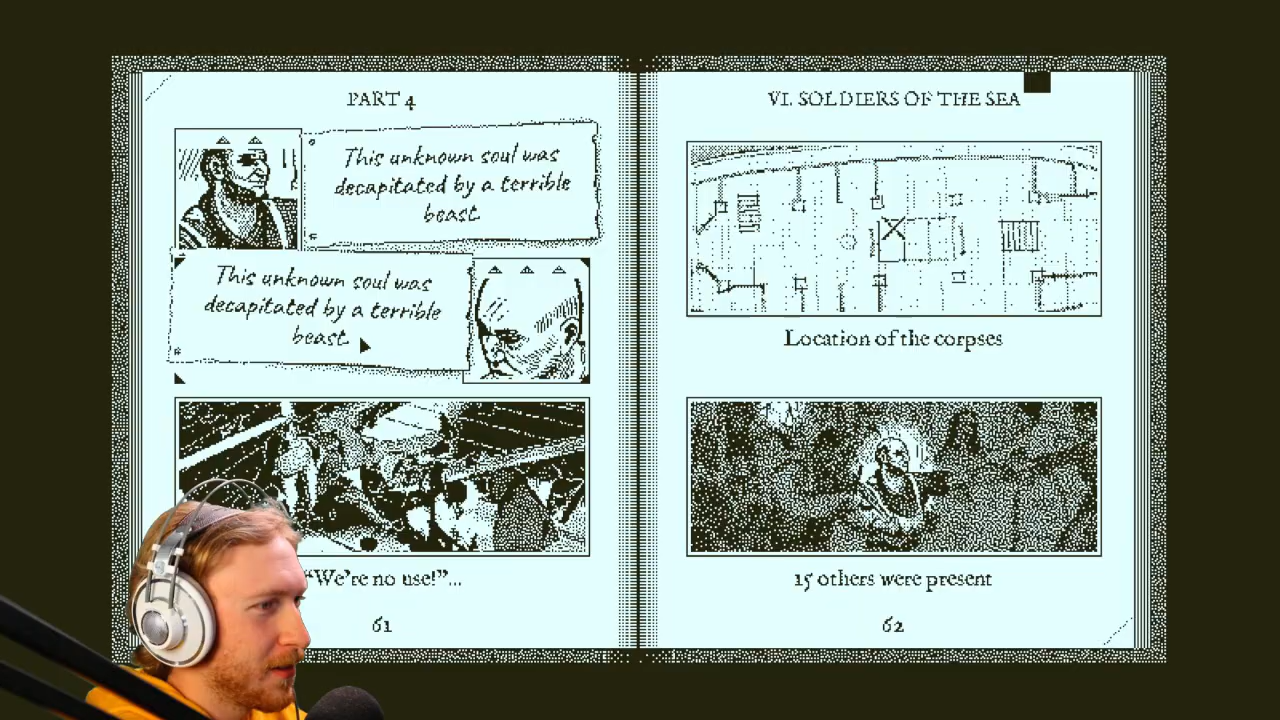 PART 4
This unknown soul was
decapitated by a terrible
beast.
This unknown soul was
decapitated by a terrible
beast.
"We're no use!"...
61
VI. SOLDIERS OF THE SEA
Location of the corpses
15 others were present
62